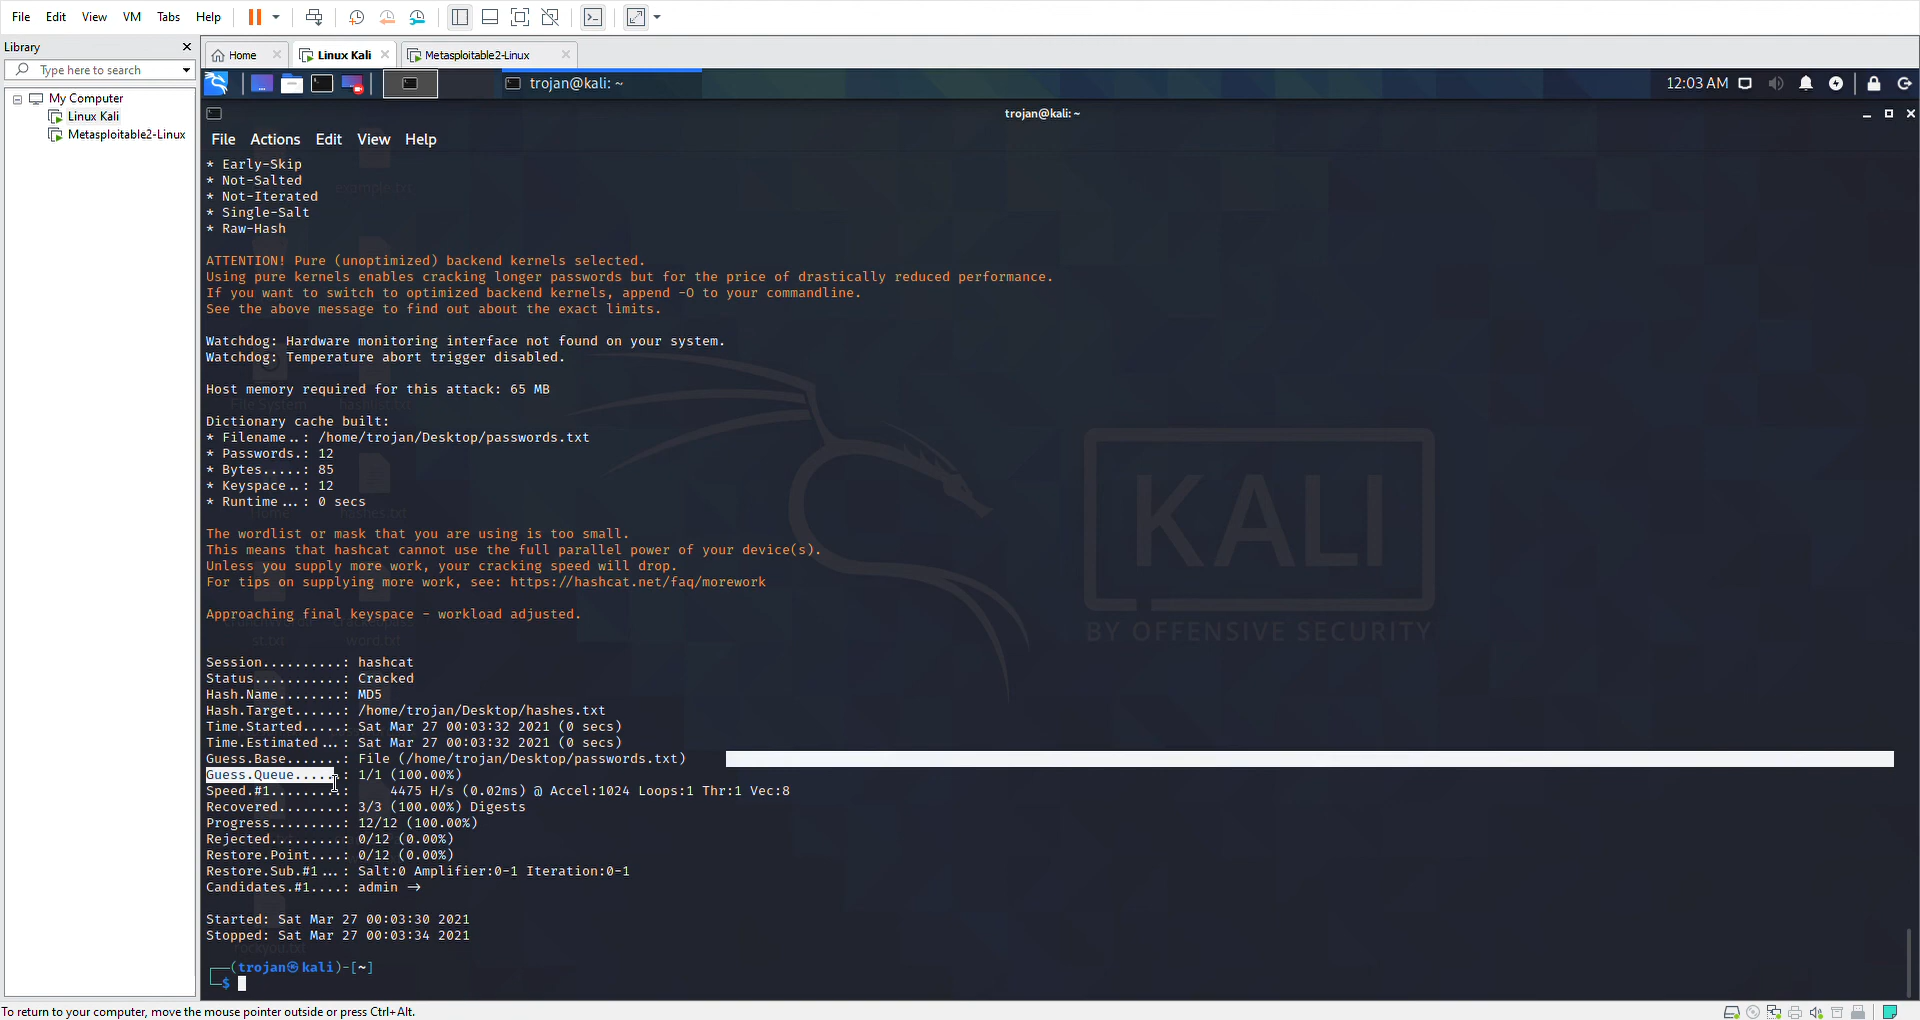 File Edit View VM Tabs Help
Library
Home
Linux Kali
Metasploitable2-Linux
Type here to search
trojan@kali: ~
12:03 AM
My Computer
Linux Kali
Metasploitable2-Linux
trojan@kali: ~
File Actions Edit View Help
* Early-Skip
* Not-Salted
* Not-Iterated
* Single-Salt
* Raw-Hash
ATTENTION! Pure (unoptimized) backend kernels selected.
Using pure kernels enables cracking longer passwords but for the price of drastically reduced performance.
If you want to switch to optimized backend kernels, append -O to your commandline.
See the above message to find out about the exact limits.
Watchdog: Hardware monitoring interface not found on your system.
Watchdog: Temperature abort trigger disabled.
Host memory required for this attack: 65 MB
Dictionary cache built:
* Filename..: /home/trojan/Desktop/passwords.txt
* Passwords.: 12
* Bytes.....: 85
* Keyspace..: 12
* Runtime...: 0 secs
The wordlist or mask that you are using is too small.
This means that hashcat cannot use the full parallel power of your device(s).
Unless you supply more work, your cracking speed will drop.
For tips on supplying more work, see: https://hashcat.net/faq/morework
Approaching final keyspace - workload adjusted.
KALI
BY OFFENSIVE SECURITY
Session..........: hashcat
Status...........: Cracked
Hash.Name........: MD5
Hash.Target......: /home/trojan/Desktop/hashes.txt
Time.Started.....: Sat Mar 27 00:03:32 2021 (0 secs)
Time.Estimated...: Sat Mar 27 00:03:32 2021 (0 secs)
Guess.Base.......: File (/home/trojan/Desktop/passwords.txt)
Guess.Queue......: 1/1 (100.00%)
Speed.#1.........:     4475 H/s (0.02ms) @ Accel:1024 Loops:1 Thr:1 Vec:8
Recovered........: 3/3 (100.00%) Digests
Progress.........: 12/12 (100.00%)
Rejected.........: 0/12 (0.00%)
Restore.Point....: 0/12 (0.00%)
Restore.Sub.#1...: Salt:0 Amplifier:0-1 Iteration:0-1
Candidates.#1....: admin ->
Started: Sat Mar 27 00:03:30 2021
Stopped: Sat Mar 27 00:03:34 2021
(trojan㉿kali)-[~]
$
To return to your computer, move the mouse pointer outside or press Ctrl+Alt.